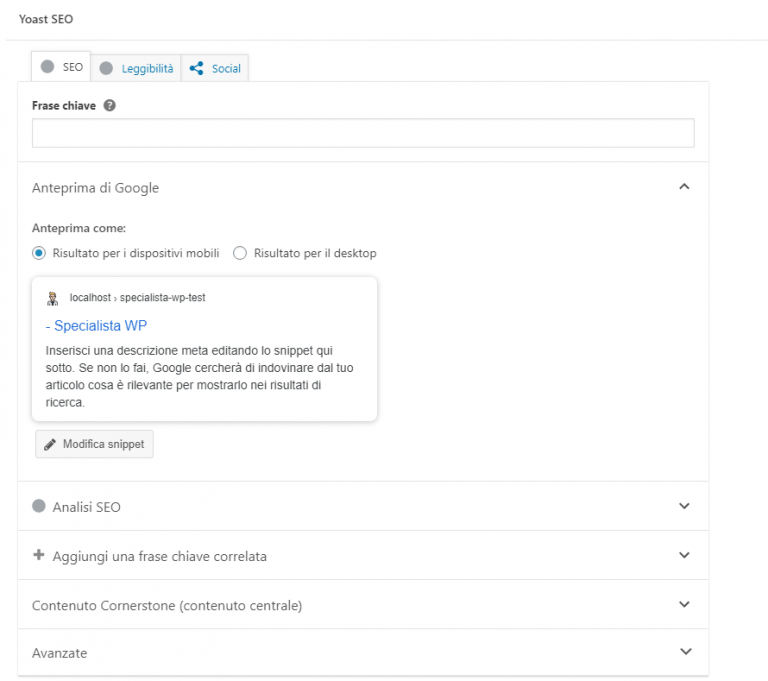 Yoast SEO
SEO Leggibilità Social
Frase chiave ?
Anteprima di Google
Anteprima come:
Risultato per i dispositivi mobili Risultato per il desktop
localhost › specialista-wp-test
- Specialista WP
Inserisci una descrizione meta editando lo snippet qui
sotto. Se non lo fai, Google cercherà di indovinare dal tuo
articolo cosa è rilevante per mostrarlo nei risultati di
ricerca.
Modifica snippet
Analisi SEO
Aggiungi una frase chiave correlata
Contenuto Cornerstone (contenuto centrale)
Avanzate